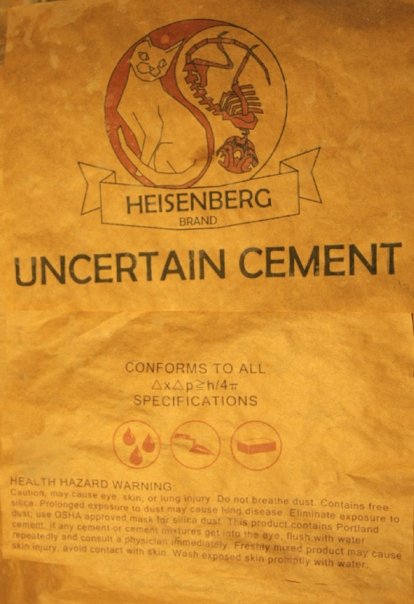 HEISENBERG
BRAND
UNCERTAIN CEMENT
CONFORMS TO ALL
△x△p≧h/4π
SPECIFICATIONS
HEALTH HAZARD WARNING:
Caution, may cause eye, skin, or lung injury. Do not breathe dust. Contains free
silica. Prolonged exposure to dust may cause lung disease. Eliminate exposure to
dust; use OSHA approved mask for silica dust. This product contains Portland
cement, if any cement or cement mixtures get into the eye, flush with water
repeatedly and consult a physician immediately. Freshly mixed product may cause
skin injury, avoid contact with skin. Wash exposed skin promptly with water.